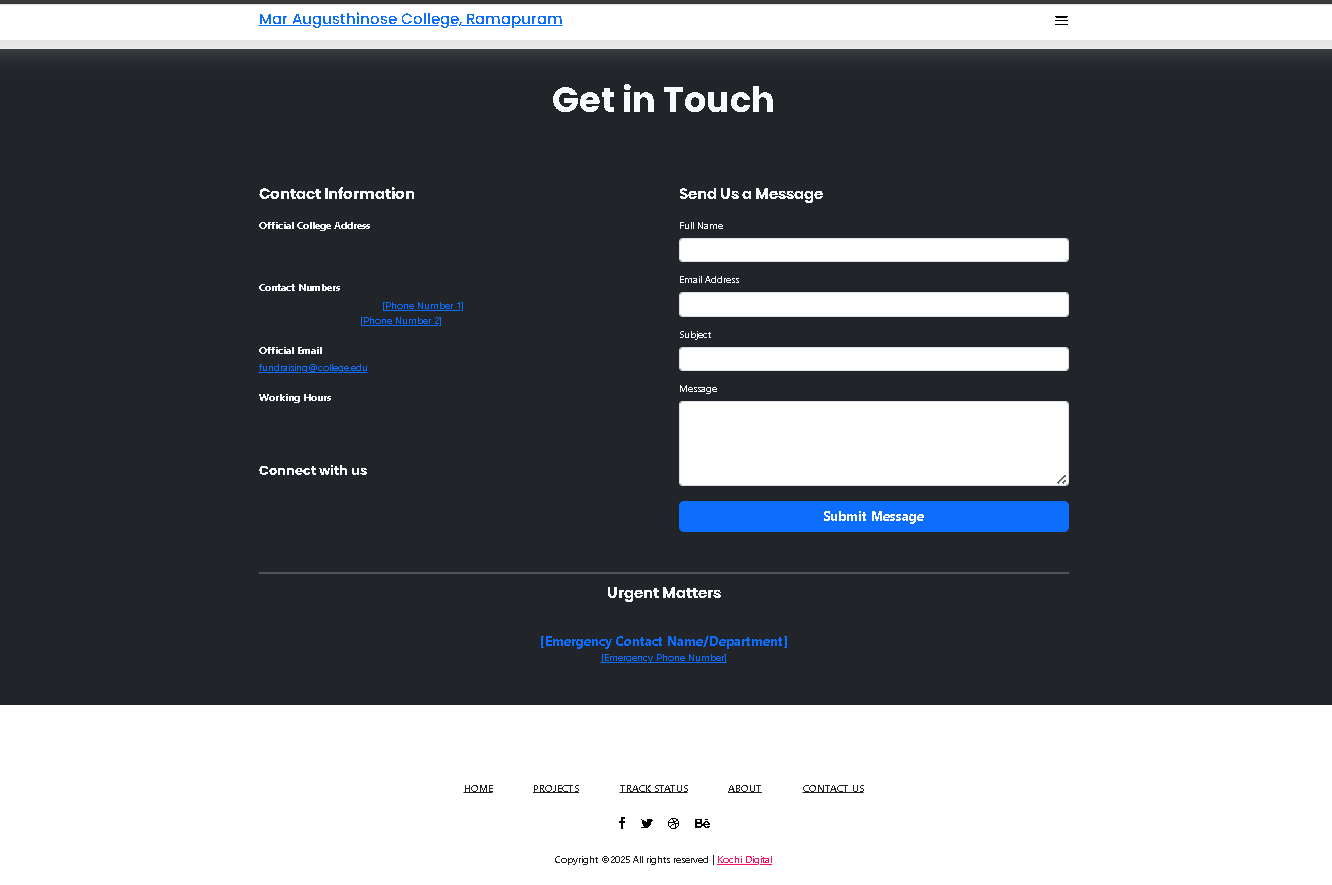 Mar Augusthinose College, Ramapuram
Get in Touch
Contact Information
Official College Address
Contact Numbers
[Phone Number 1]
[Phone Number 2]
Official Email
fundraising@college.edu
Working Hours
Connect with us
Send Us a Message
Full Name
Email Address
Subject
Message
Submit Message
Urgent Matters
[Emergency Contact Name/Department]
[Emergency Phone Number]
HOME PROJECTS TRACK STATUS ABOUT CONTACT US
Copyright ©2025 All rights reserved | Kochi Digital